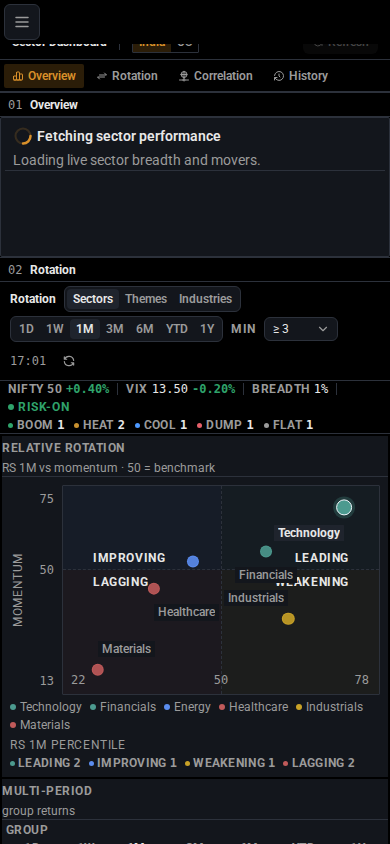 Sector Dashboard
India
US
Refresh
Overview Rotation Correlation History
01 Overview
Fetching sector performance
Loading live sector breadth and movers.
02 Rotation
Rotation Sectors Themes Industries
1D 1W 1M 3M 6M YTD 1Y MIN ≥ 3
17:01
NIFTY 50 +0.40% VIX 13.50 -0.20% BREADTH 1%
RISK-ON
BOOM 1 HEAT 2 COOL 1 DUMP 1 FLAT 1
RELATIVE ROTATION
RS 1M vs momentum · 50 = benchmark
75
Technology
IMPROVING LEADING
50
Financials
LAGGING WEAKENING
Industrials
Healthcare
MOMENTUM
Materials
13 22 50 78
Technology Financials Energy Healthcare Industrials
Materials
RS 1M PERCENTILE
LEADING 2 IMPROVING 1 WEAKENING 1 LAGGING 2
MULTI-PERIOD
group returns
GROUP